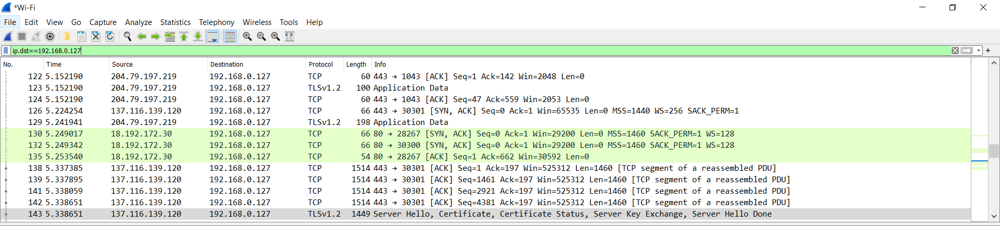 *Wi-Fi
File Edit View Go Capture Analyze Statistics Telephony Wireless Tools Help
ip.dst==192.168.0.127
No. Time Source Destination Protocol Length Info
122 5.152190 204.79.197.219 192.168.0.127 TCP 60 443 → 1043 [ACK] Seq=1 Ack=142 Win=2048 Len=0
123 5.152190 204.79.197.219 192.168.0.127 TLSv1.2 100 Application Data
124 5.152190 204.79.197.219 192.168.0.127 TCP 60 443 → 1043 [ACK] Seq=47 Ack=559 Win=2053 Len=0
126 5.224254 137.116.139.120 192.168.0.127 TCP 66 443 → 30301 [SYN, ACK] Seq=0 Ack=1 Win=65535 Len=0 MSS=1440 WS=256 SACK_PERM=1
129 5.241941 204.79.197.219 192.168.0.127 TLSv1.2 198 Application Data
130 5.249017 18.192.172.30 192.168.0.127 TCP 66 80 → 28267 [SYN, ACK] Seq=0 Ack=1 Win=29200 Len=0 MSS=1460 SACK_PERM=1 WS=128
132 5.249342 18.192.172.30 192.168.0.127 TCP 66 80 → 30300 [SYN, ACK] Seq=0 Ack=1 Win=29200 Len=0 MSS=1460 SACK_PERM=1 WS=128
135 5.253540 18.192.172.30 192.168.0.127 TCP 54 80 → 28267 [ACK] Seq=1 Ack=662 Win=30592 Len=0
138 5.337385 137.116.139.120 192.168.0.127 TCP 1514 443 → 30301 [ACK] Seq=1 Ack=197 Win=525312 Len=1460 [TCP segment of a reassembled PDU]
139 5.337895 137.116.139.120 192.168.0.127 TCP 1514 443 → 30301 [ACK] Seq=1461 Ack=197 Win=525312 Len=1460 [TCP segment of a reassembled PDU]
141 5.338059 137.116.139.120 192.168.0.127 TCP 1514 443 → 30301 [ACK] Seq=2921 Ack=197 Win=525312 Len=1460 [TCP segment of a reassembled PDU]
142 5.338651 137.116.139.120 192.168.0.127 TCP 1514 443 → 30301 [ACK] Seq=4381 Ack=197 Win=525312 Len=1460 [TCP segment of a reassembled PDU]
143 5.338651 137.116.139.120 192.168.0.127 TLSv1.2 1449 Server Hello, Certificate, Certificate Status, Server Key Exchange, Server Hello Done